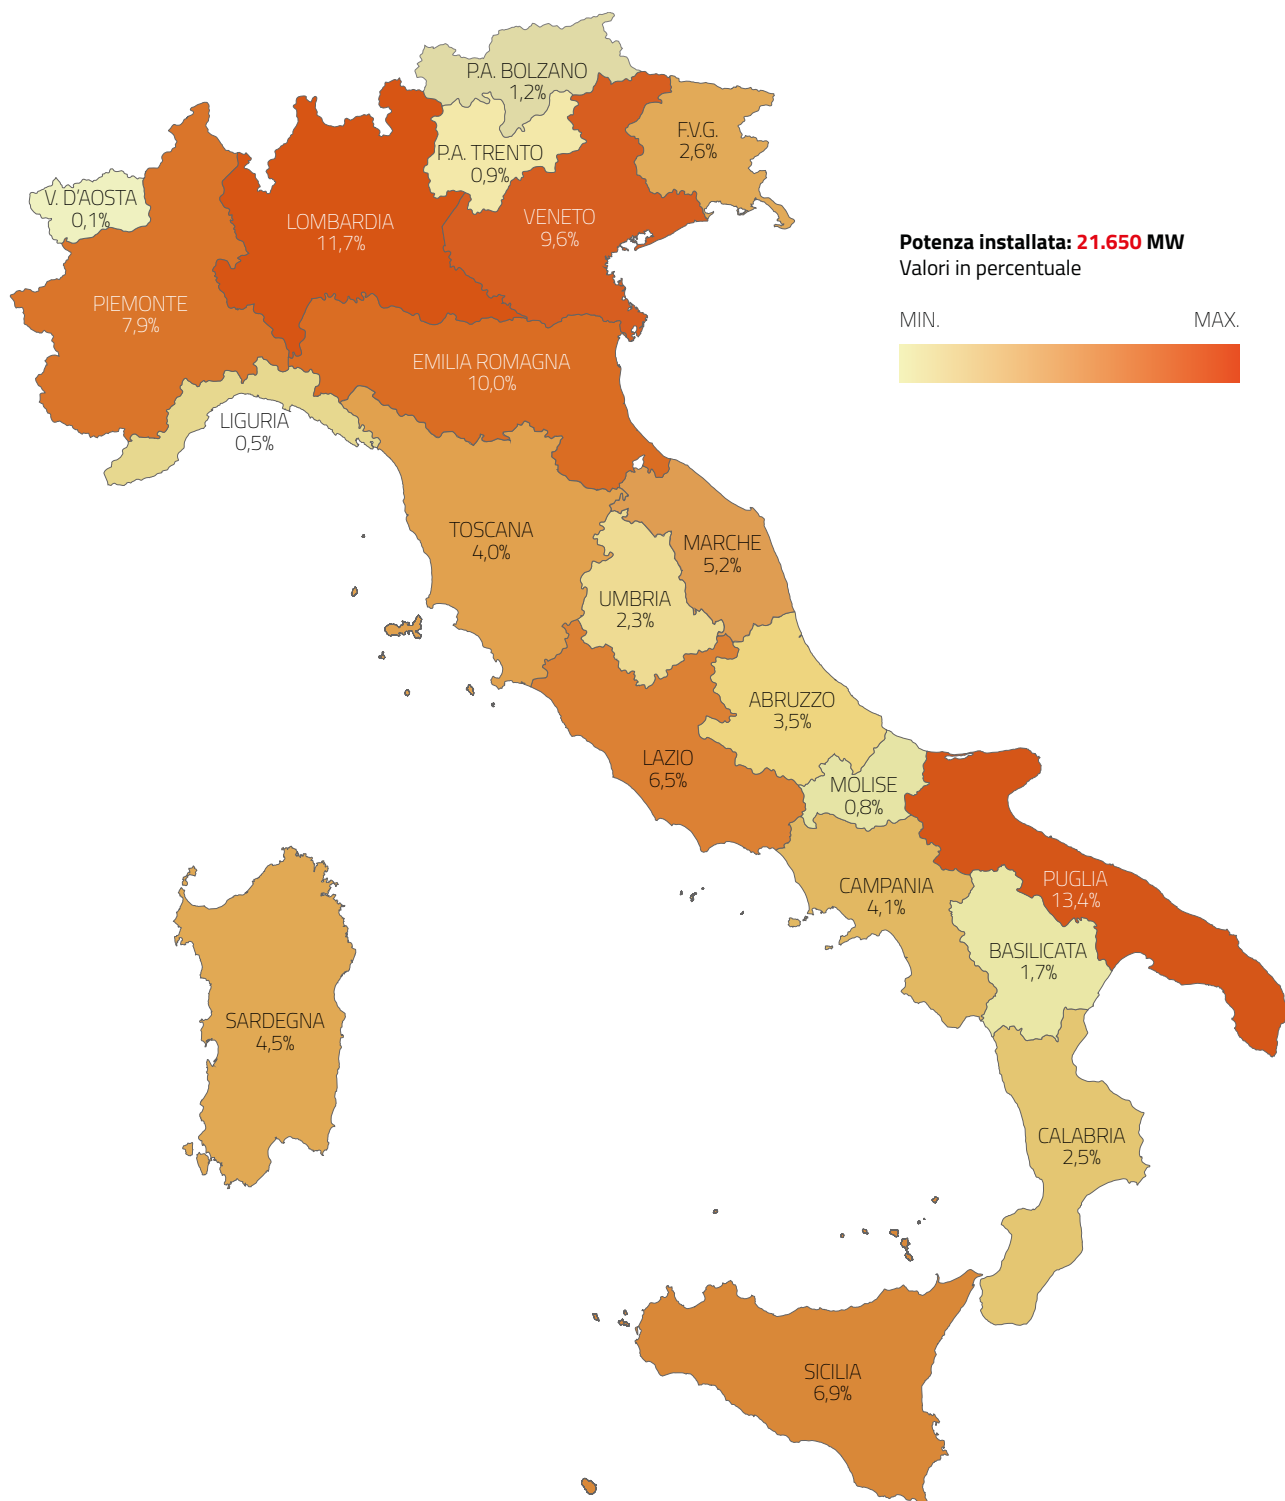 P.A. BOLZANO
1,2%
P.A. TRENTO
0,9%
F.V.G.
2,6%
V. D'AOSTA
0,1%
LOMBARDIA
11,7%
VENETO
9,6%
Potenza installata: 21.650 MW
Valori in percentuale
MIN.
MAX.
PIEMONTE
7,9%
EMILIA ROMAGNA
10,0%
LIGURIA
0,5%
TOSCANA
4,0%
MARCHE
5,2%
UMBRIA
2,3%
ABRUZZO
3,5%
LAZIO
6,5%
MOLISE
0,8%
CAMPANIA
4,1%
PUGLIA
13,4%
BASILICATA
1,7%
SARDEGNA
4,5%
CALABRIA
2,5%
SICILIA
6,9%